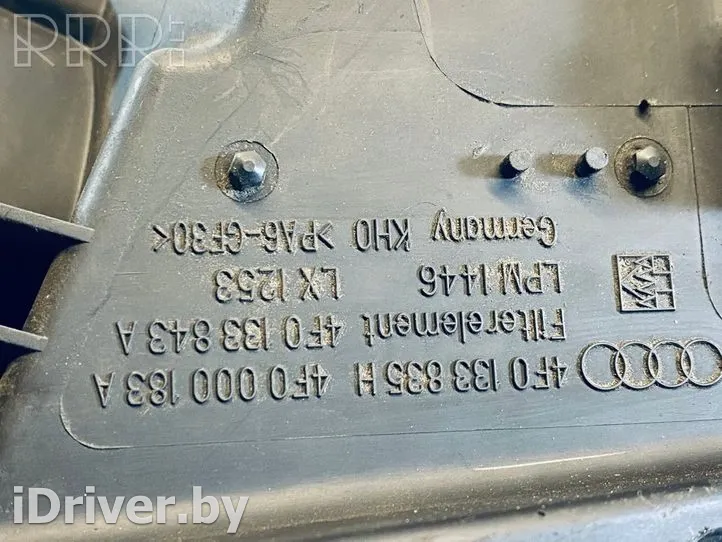 RRR
4F0 133 835 H 4F0 000 183 A
Filterelement 4F0 133 843 A
LPM 1446 LX 1253
Germany KH0 >PA6-GF30<
iDriver.by